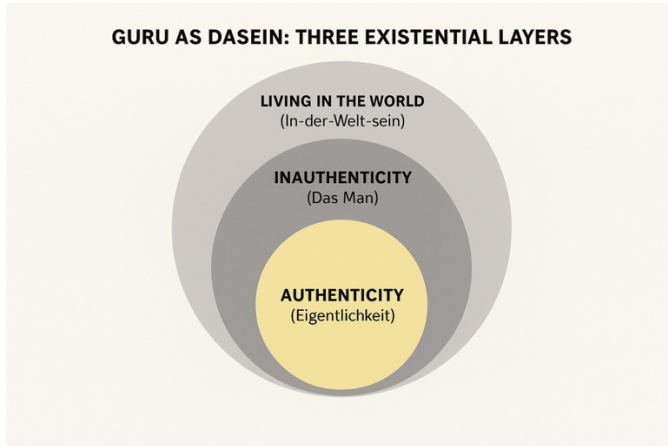 GURU AS DASEIN: THREE EXISTENTIAL LAYERS
LIVING IN THE WORLD
(In-der-Welt-sein)
INAUTHENTICITY
(Das Man)
AUTHENTICITY
(Eigentlichkeit)